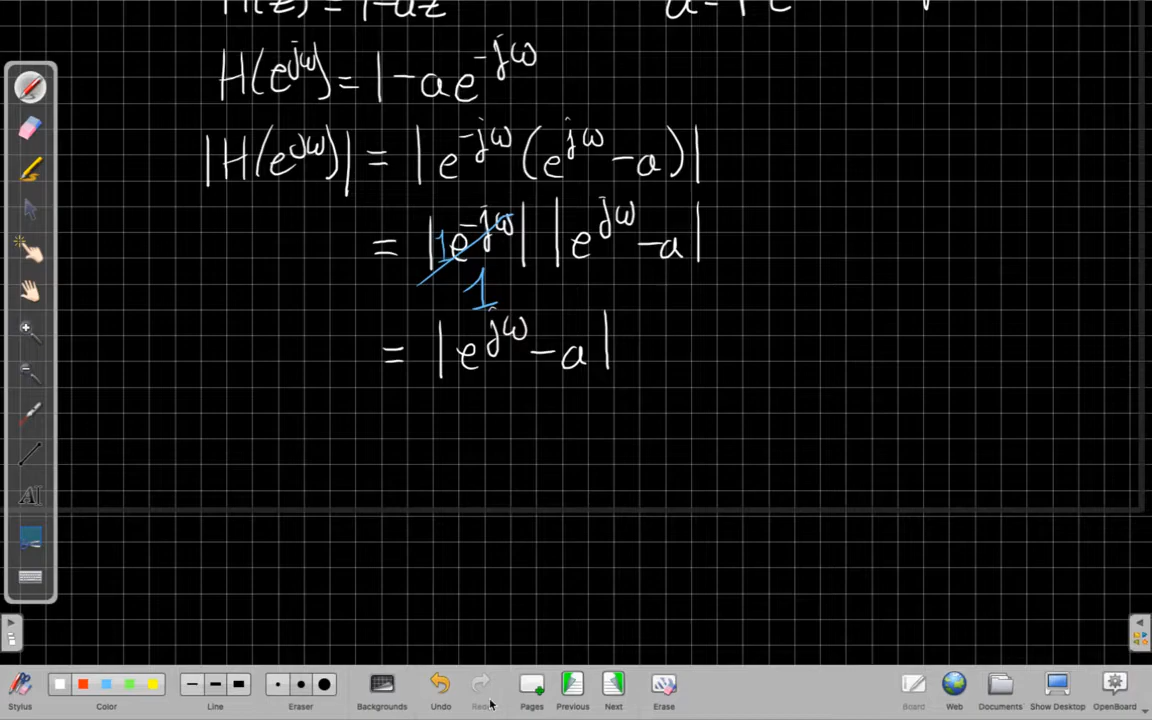 H(e^jω) = 1 - ae^-jω
|H(e^jω)| = |e^-jω (e^jω - a)|
= |1e^-jω| |e^jω - a|
1
= |e^jω - a|
Stylus Color Line Eraser Backgrounds Undo Redo Pages Previous Next Erase Board Web Documents Show Desktop OpenBoard